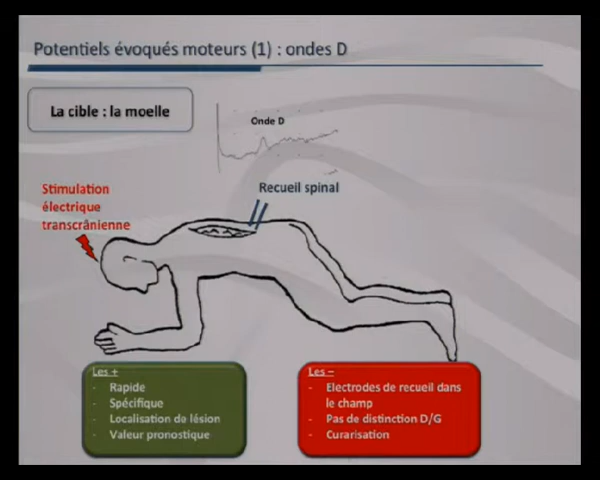 Potentiels évoqués moteurs (1) : ondes D
La cible : la moelle
Onde D
Recueil spinal
Stimulation
électrique
transcrânienne
Les +
- Rapide
- Spécifique
- Localisation de lésion
- Valeur pronostique
Les –
- Electrodes de recueil dans
le champ
- Pas de distinction D/G
- Curarisation